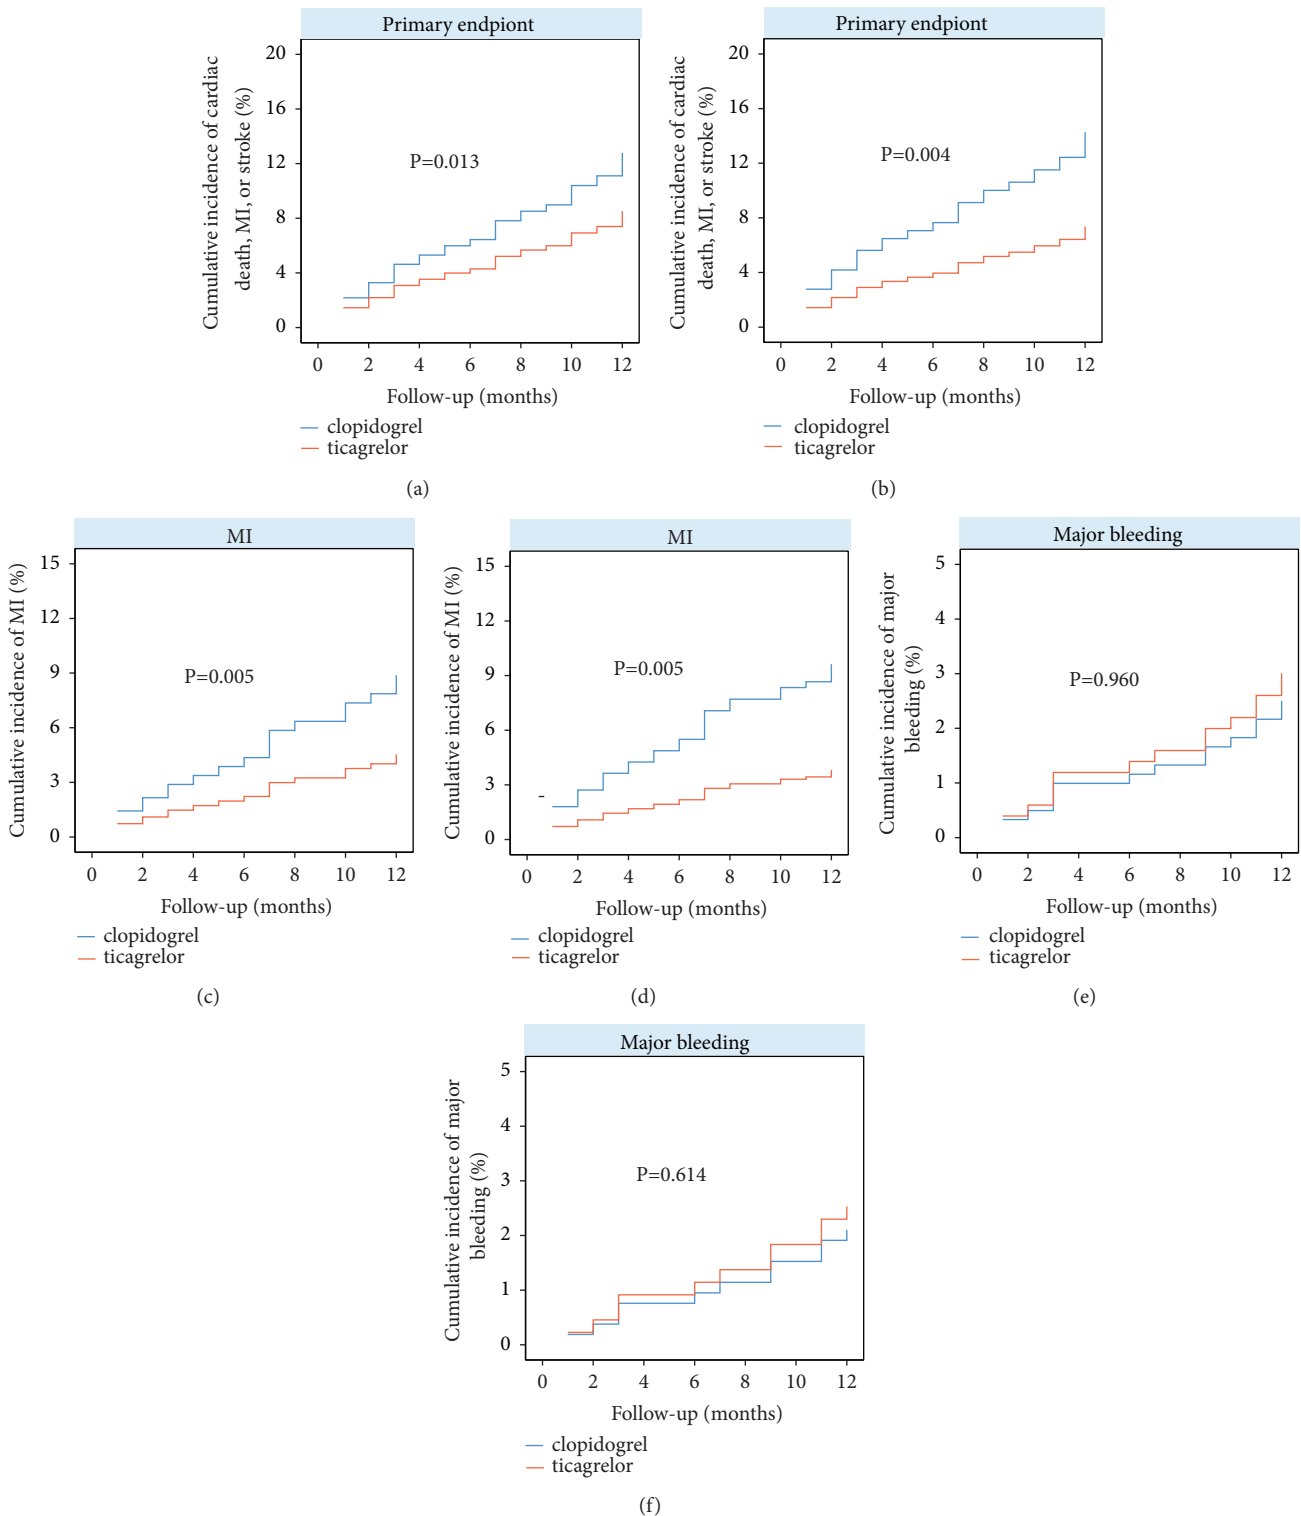 Primary endpiont
Cumulative incidence of cardiac
death, MI, or stroke (%)
20
16
12
8
4
0
P=0.013
0 2 4 6 8 10 12
Follow-up (months)
clopidogrel
ticagrelor
(a)
Primary endpiont
Cumulative incidence of cardiac
death, MI, or stroke (%)
20
16
12
8
4
0
P=0.004
0 2 4 6 8 10 12
Follow-up (months)
clopidogrel
ticagrelor
(b)
MI
Cumulative incidence of MI (%)
15
12
9
6
3
0
P=0.005
0 2 4 6 8 10 12
Follow-up (months)
clopidogrel
ticagrelor
(c)
MI
Cumulative incidence of MI (%)
15
12
9
6
3
0
P=0.005
0 2 4 6 8 10 12
Follow-up (months)
clopidogrel
ticagrelor
(d)
Major bleeding
Cumulative incidence of major
bleeding (%)
5
4
3
2
1
0
P=0.960
0 2 4 6 8 10 12
Follow-up (months)
clopidogrel
ticagrelor
(e)
Major bleeding
Cumulative incidence of major
bleeding (%)
5
4
3
2
1
0
P=0.614
0 2 4 6 8 10 12
Follow-up (months)
clopidogrel
ticagrelor
(f)